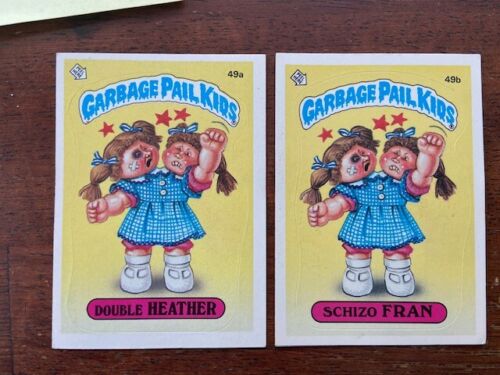 49a
GARBAGE PAIL KIDS
DOUBLE HEATHER
49b
GARBAGE PAIL KIDS
SCHIZO FRAN